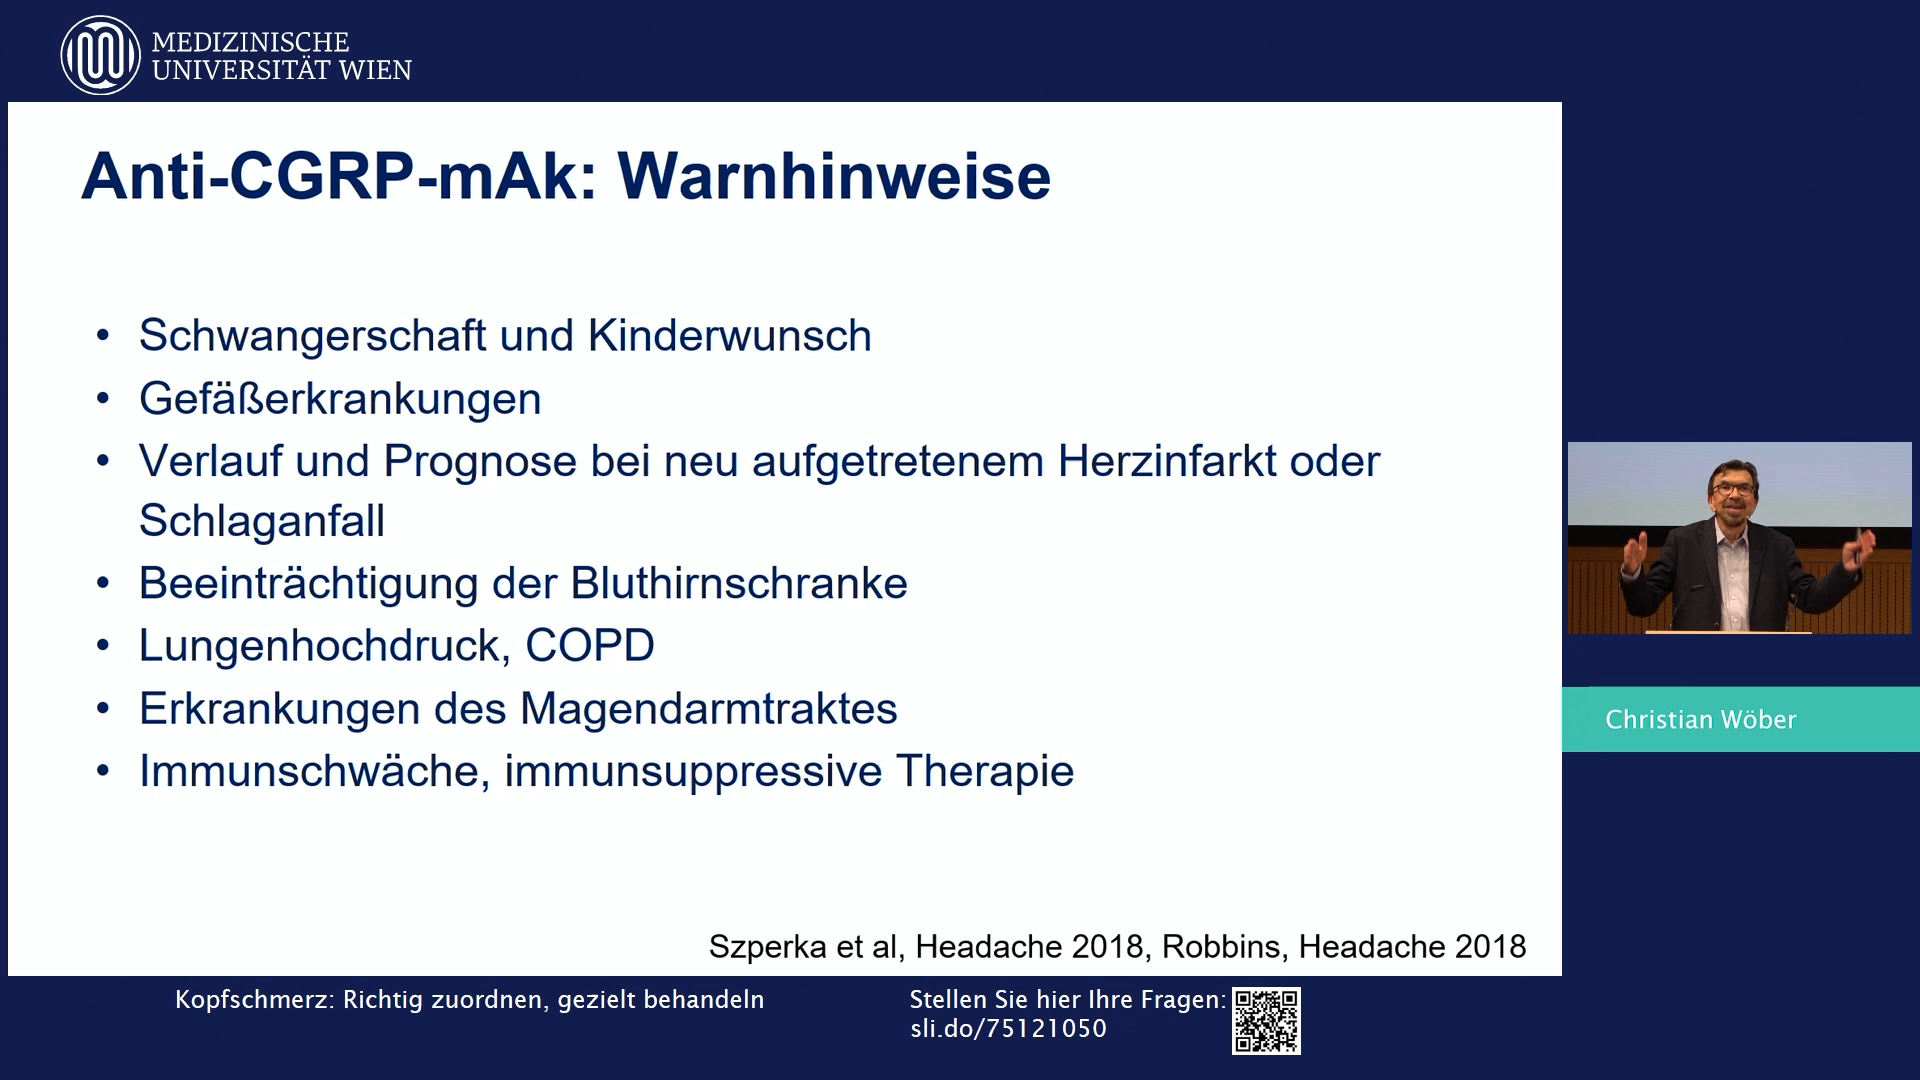 MEDIZINISCHE
UNIVERSITÄT WIEN
Anti-CGRP-mAk: Warnhinweise
• Schwangerschaft und Kinderwunsch
• Gefäßerkrankungen
• Verlauf und Prognose bei neu aufgetretenem Herzinfarkt oder
Schlaganfall
• Beeinträchtigung der Bluthirnschranke
• Lungenhochdruck, COPD
• Erkrankungen des Magendarmtraktes
• Immunschwäche, immunsuppressive Therapie
Szperka et al, Headache 2018, Robbins, Headache 2018
Christian Wöber
Kopfschmerz: Richtig zuordnen, gezielt behandeln
Stellen Sie hier Ihre Fragen:
sli.do/75121050